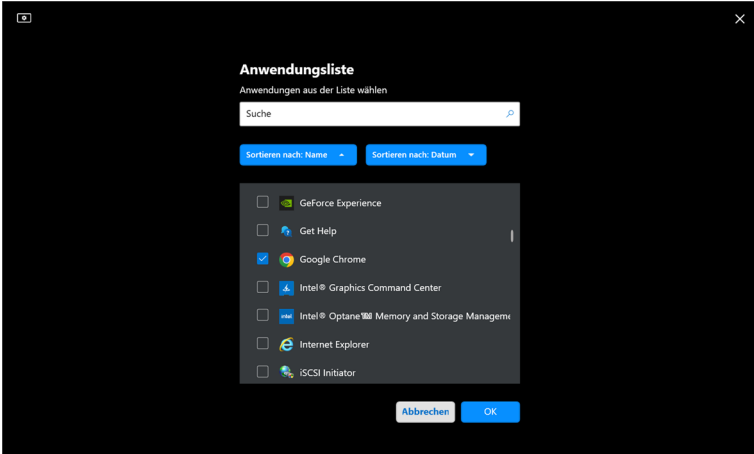 Anwendungsliste
Anwendungen aus der Liste wählen
Suche
Sortieren nach: Name
Sortieren nach: Datum
GeForce Experience
Get Help
Google Chrome
Intel® Graphics Command Center
intel
Intel® Optane Memory and Storage Manageme
Internet Explorer
iSCSI Initiator
Abbrechen
OK